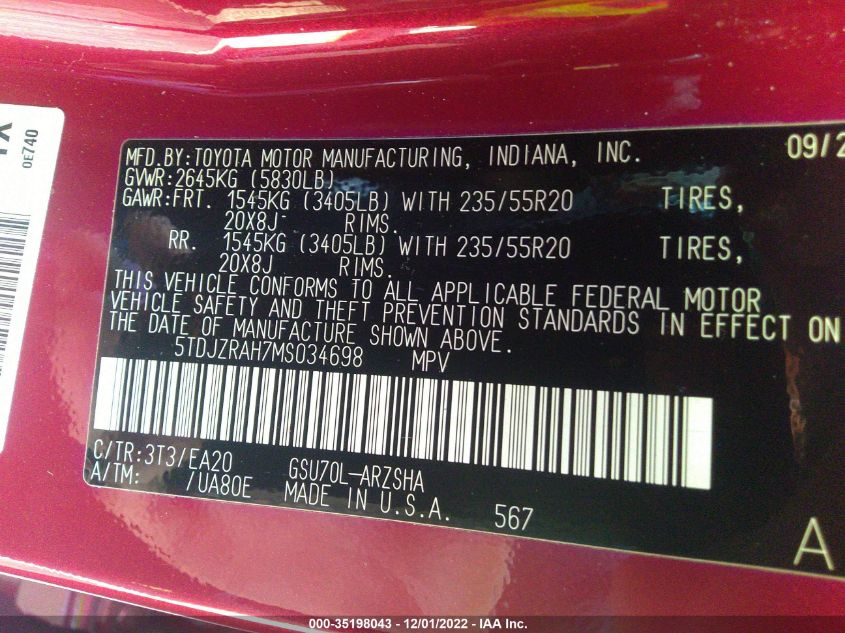 0E740
MFD.BY:TOYOTA MOTOR MANUFACTURING, INDIANA, INC. 09/2
GVWR:2645KG (5830LB)
GAWR:FRT. 1545KG (3405LB) WITH 235/55R20 TIRES,
20X8J RIMS.
RR. 1545KG (3405LB) WITH 235/55R20 TIRES,
20X8J RIMS.
THIS VEHICLE CONFORMS TO ALL APPLICABLE FEDERAL MOTOR
VEHICLE SAFETY AND THEFT PREVENTION STANDARDS IN EFFECT ON
THE DATE OF MANUFACTURE SHOWN ABOVE.
5TDJZRAH7MS034698 MPV
C/TR:3T3/EA20 GSU70L-ARZSHA
A/TM: /UA80E MADE IN U.S.A. 567
A
000-35198043 - 12/01/2022 - IAA Inc.